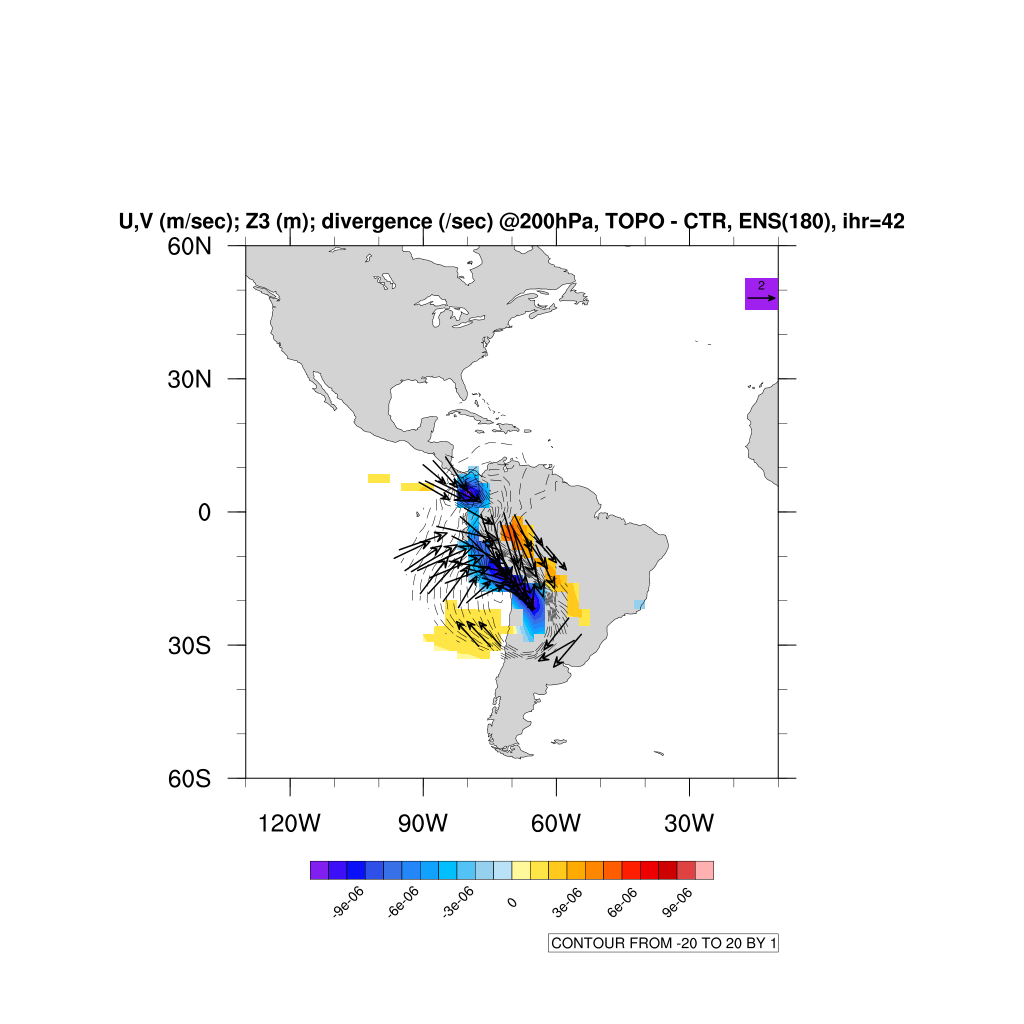 U,V (m/sec); Z3 (m); divergence (/sec) @200hPa, TOPO - CTR, ENS(180), ihr=42
60N
2
30N
0
30S
60S
120W 90W 60W 30W
-9e-06 -6e-06 -3e-06 0 3e-06 6e-06 9e-06
CONTOUR FROM -20 TO 20 BY 1